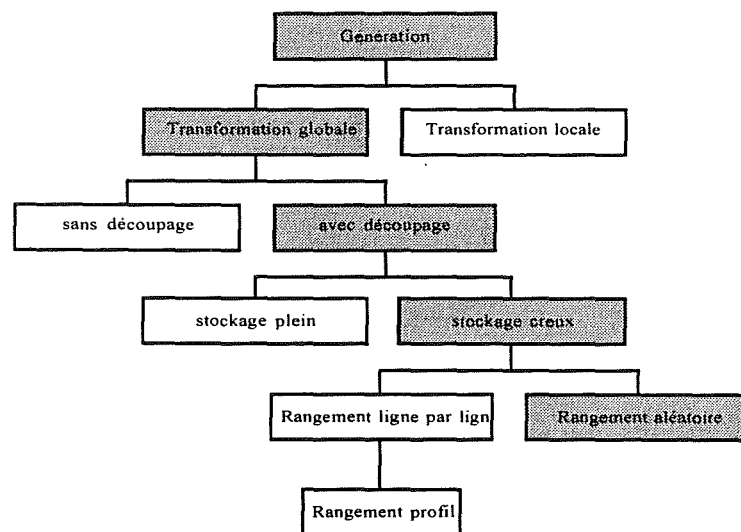 Génération
Transformation globale
Transformation locale
sans découpage
avec découpage
stockage plein
stockage creux
Rangement ligne par lign
Rangement aléatoire
Rangement profil